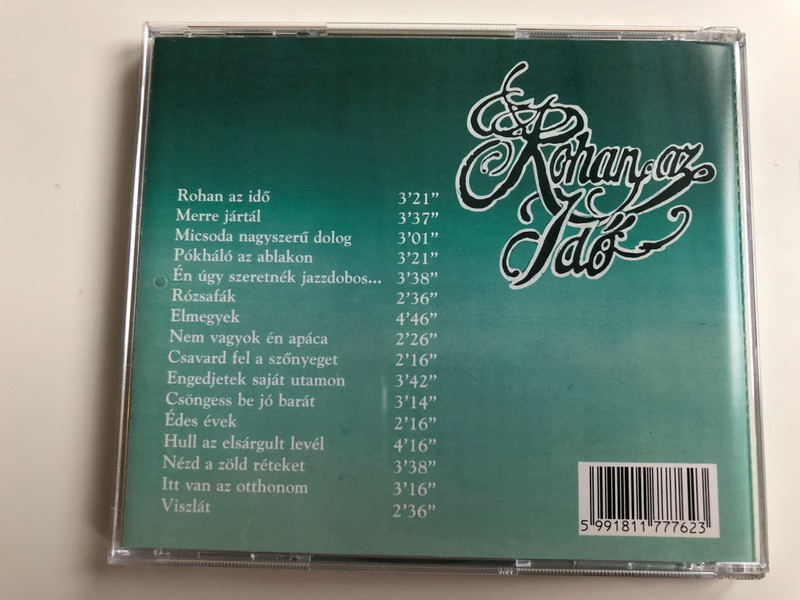 Rohan az
Idő
Rohan az idő 3'21"
Merre jártál 3'37"
Micsoda nagyszerű dolog 3'01"
Pókháló az ablakon 3'21"
Én úgy szeretnék jazzdobos... 3'38"
Rózsafák 2'36"
Elmegyek 4'46"
Nem vagyok én apáca 2'26"
Csavard fel a szőnyeget 2'16"
Engedjetek saját utamon 3'42"
Csöngess be jó barát 3'14"
Édes évek 2'16"
Hull az elsárgult levél 4'16"
Nézd a zöld réteket 3'38"
Itt van az otthonom 3'16"
Viszlát 2'36"
5 991811 777623